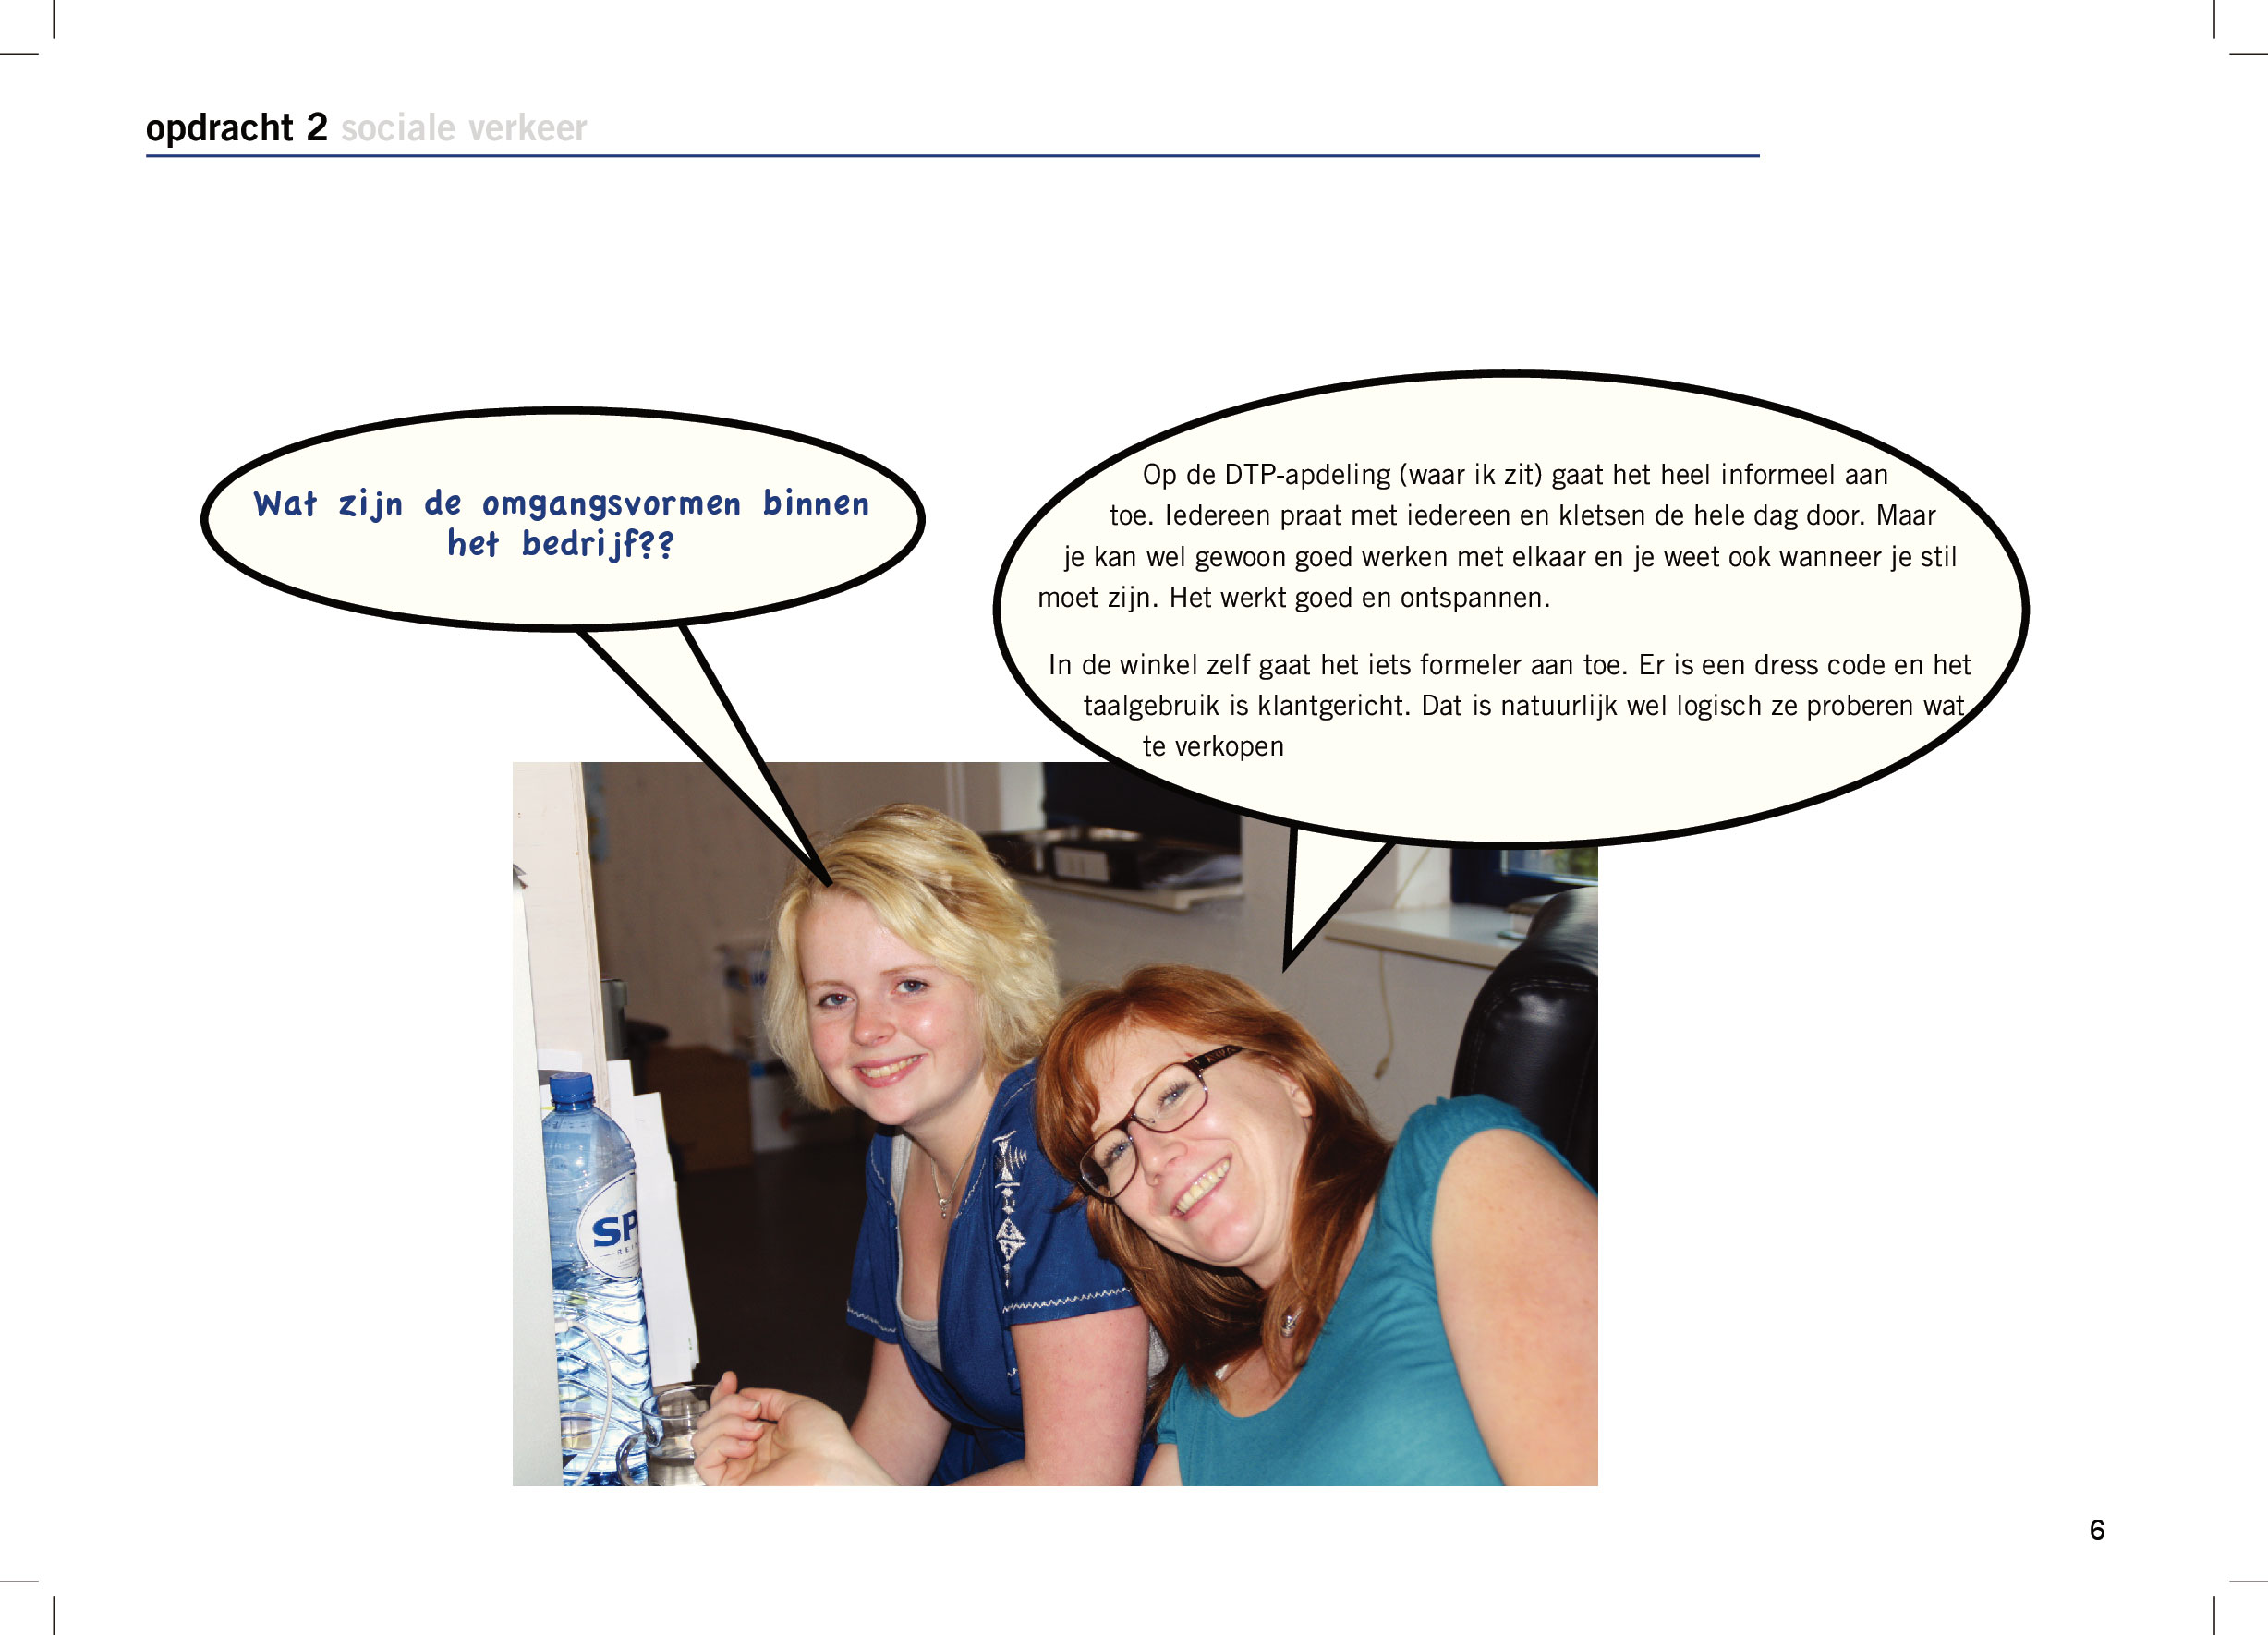 opdracht 2 sociale verkeer
Wat zijn de omgangsvormen binnen
het bedrijf??
Op de DTP-apdeling (waar ik zit) gaat het heel informeel aan
toe. Iedereen praat met iedereen en kletsen de hele dag door. Maar
je kan wel gewoon goed werken met elkaar en je weet ook wanneer je stil
moet zijn. Het werkt goed en ontspannen.
In de winkel zelf gaat het iets formeler aan toe. Er is een dress code en het
taalgebruik is klantgericht. Dat is natuurlijk wel logisch ze proberen wat
te verkopen
SP
REI
6